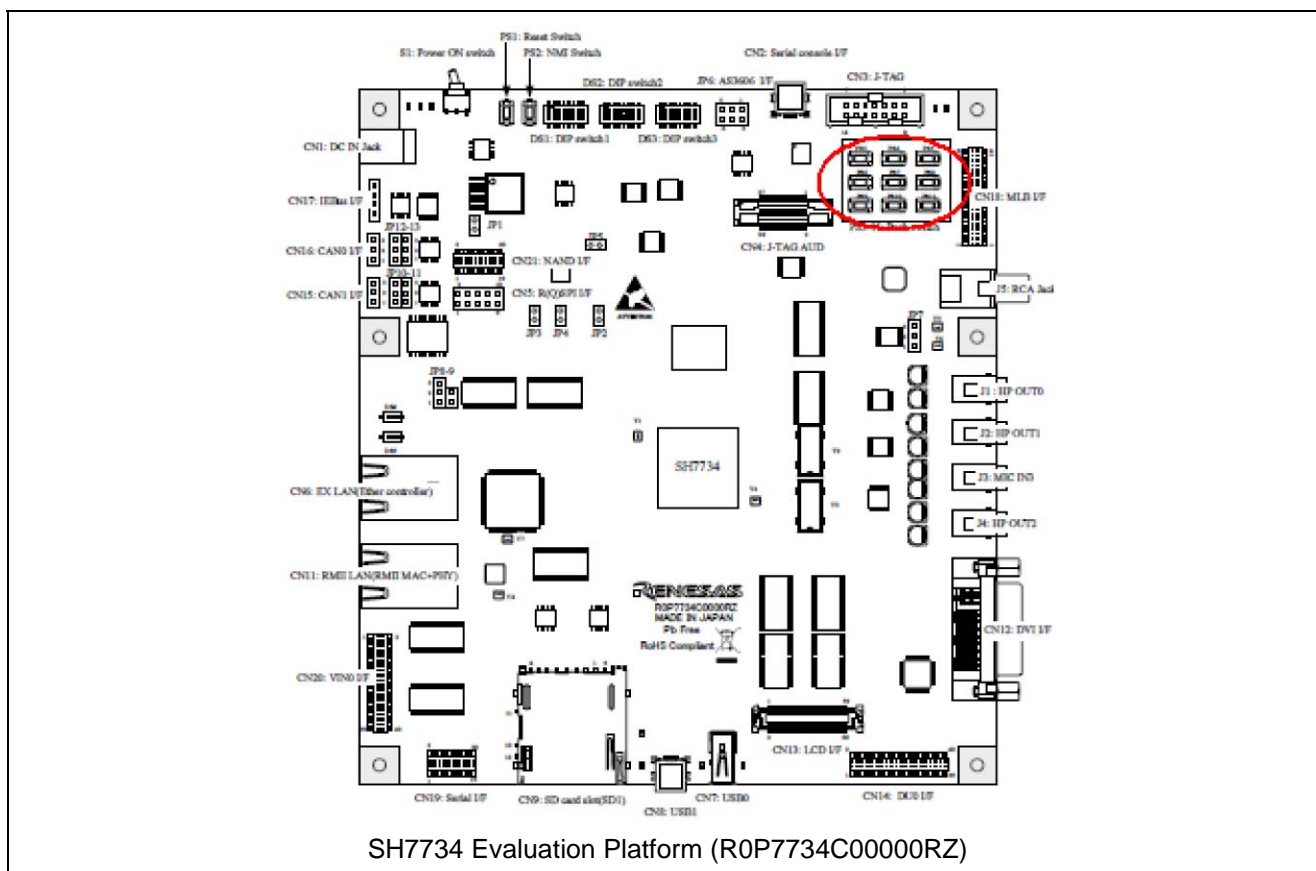 PS1: Reset Switch
S1: Power ON switch
PS2: NMI Switch
CN2: Serial console I/F
DS2: DIP switch2
JP6: AS3606 I/F
CN3: J-TAG
DS1: DIP switch1
DS3: DIP switch3
CN1: DC IN Jack
CN17: IEBus I/F
CN18: MLB I/F
JP12-13
JP1
CN16: CAN0 I/F
JP5
CN4: J-TAG AUD
CN21: NAND I/F
JP10-11
CN15: CAN1 I/F
CN5: R(Q)SPI I/F
J5: RCA Jack
JP3
JP4
JP2
JP7
JP8-9
J1: HP OUT0
J2: HP OUT1
SH7734
CN6: EX LAN(Ether controller)
J3: MIC IN3
J4: HP OUT2
CN11: RMII LAN(RMII MAC+PHY)
RENESAS
R0P7734C0000RZ
MADE IN JAPAN
Pb Free
RoHS Compliant
CN12: DVI I/F
CN20: VIN0 I/F
CN13: LCD I/F
CN19: Serial I/F
CN9: SD card slot(SD1)
CN8: USB1
CN7: USB0
CN14: DU0 I/F
SH7734 Evaluation Platform (R0P7734C00000RZ)